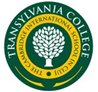 TRANSYLVANIA COLLEGE
THE CAMBRIDGE INTERNATIONAL SCHOOL IN CLUJ